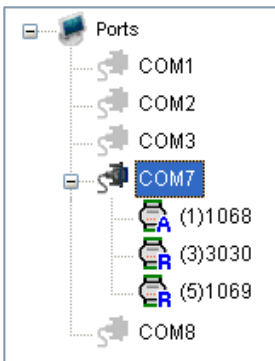 Ports
COM1
COM2
COM3
COM7
A (1)1068
R (3)3030
R (5)1069
COM8